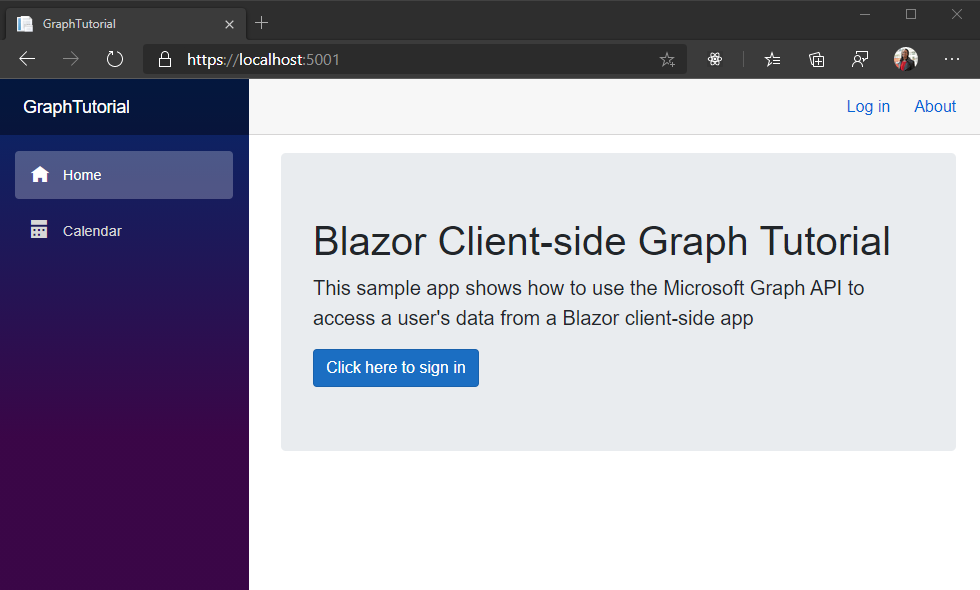 GraphTutorial
https://localhost:5001
GraphTutorial
Log in
About
Home
Calendar
Blazor Client-side Graph Tutorial
This sample app shows how to use the Microsoft Graph API to
access a user's data from a Blazor client-side app
Click here to sign in